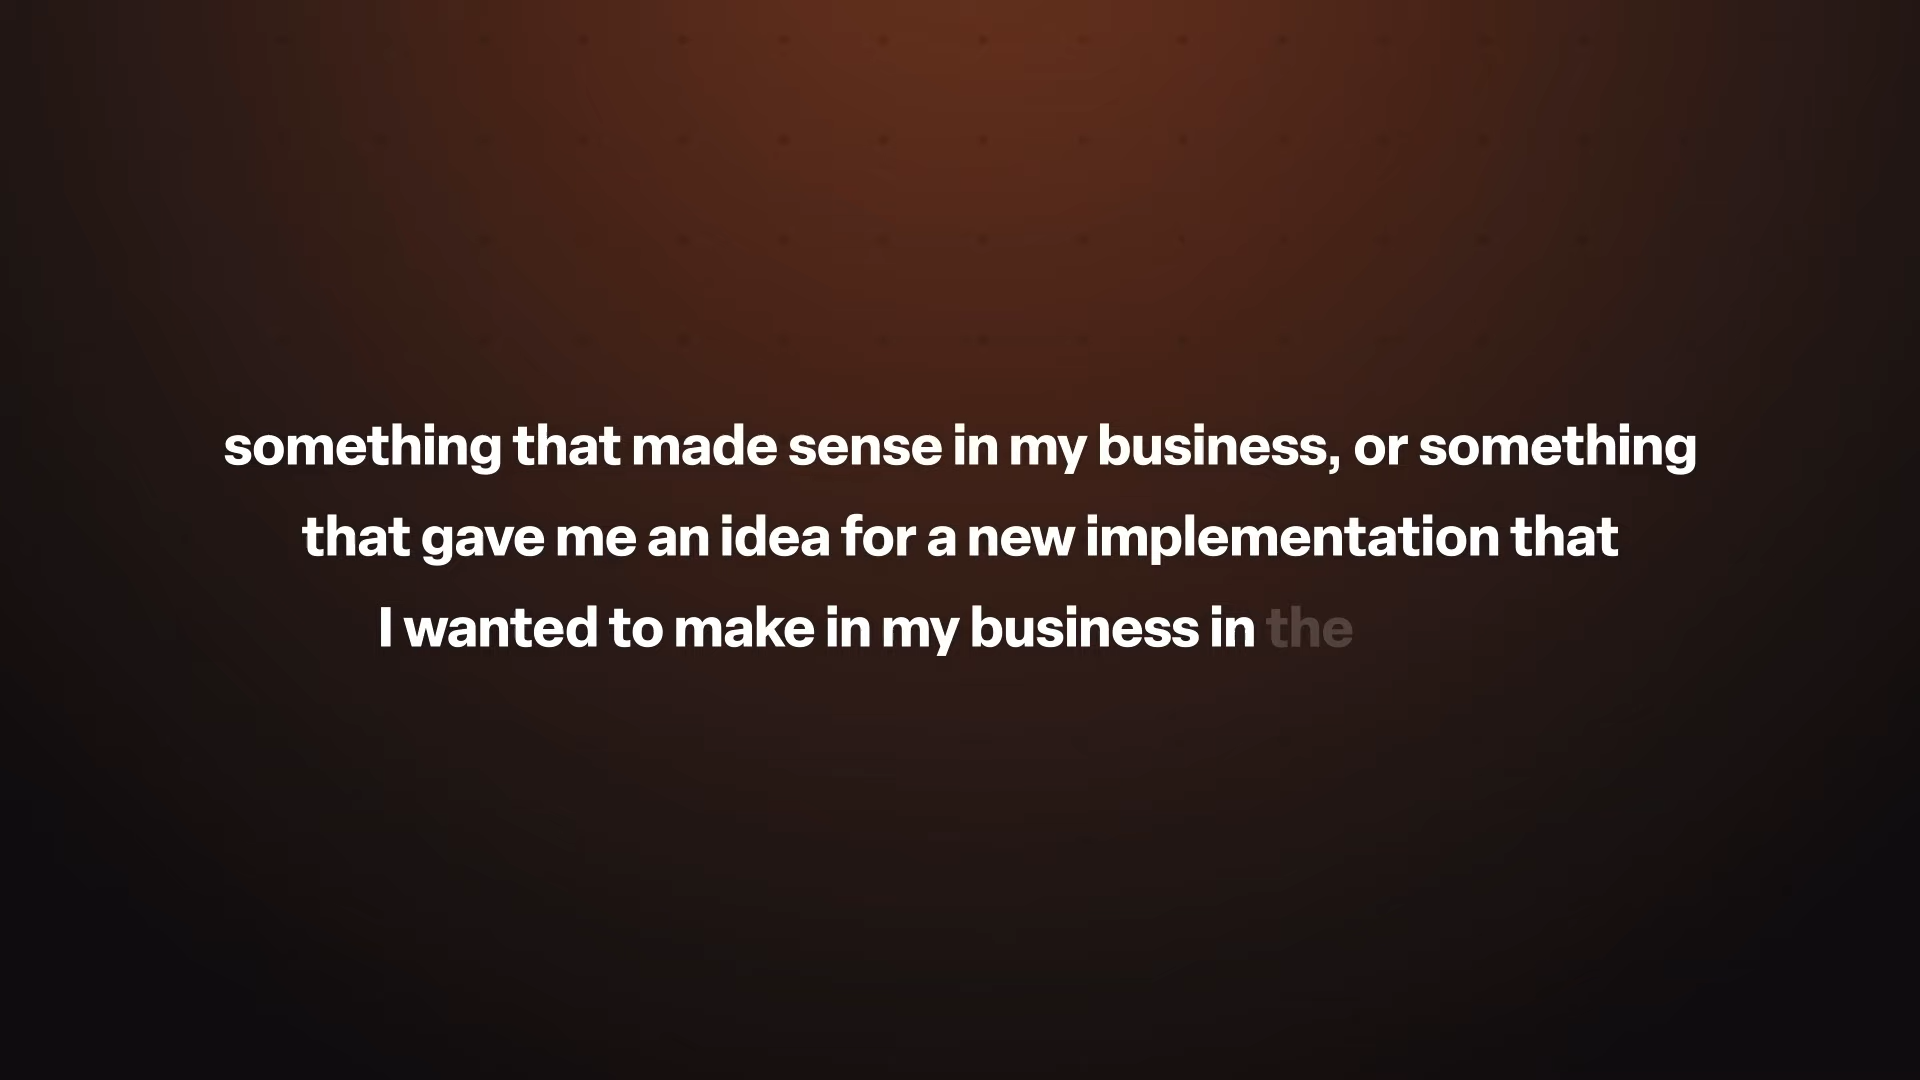 something that made sense in my business, or something
that gave me an idea for a new implementation that
I wanted to make in my business in the